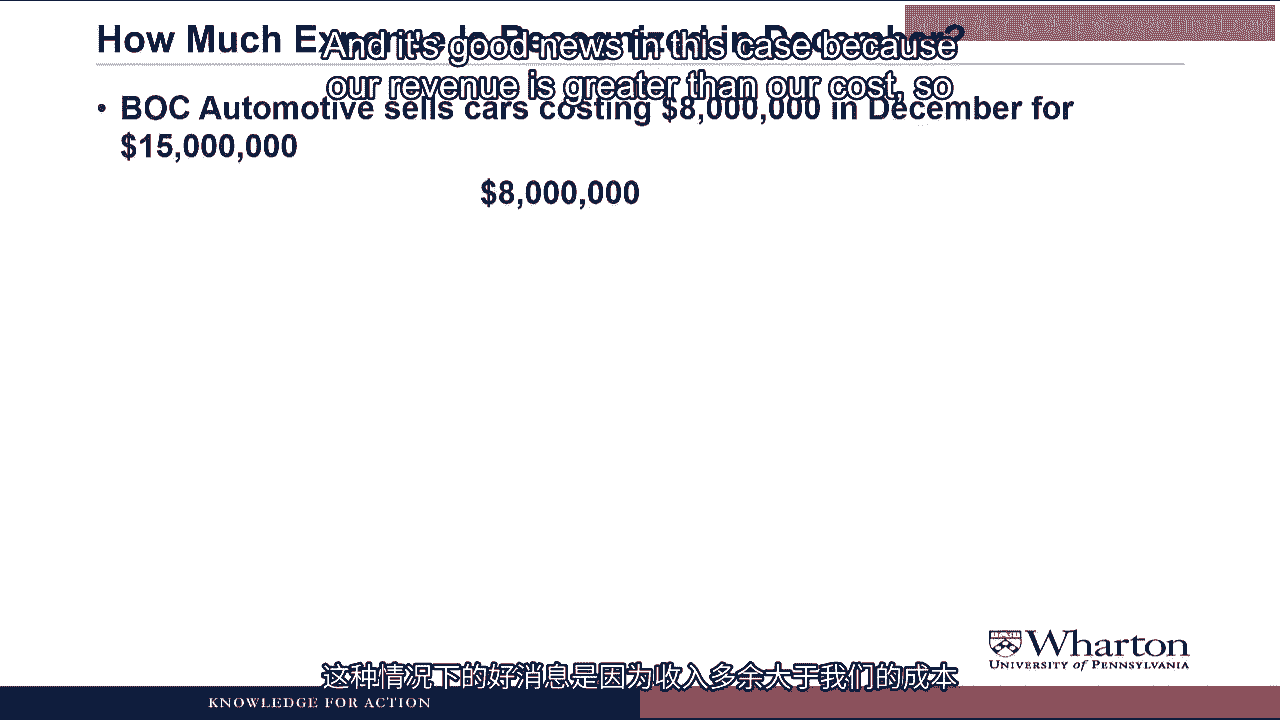 How Much Expense Is Recognized in December?
And it's good news in this case because
our revenue is greater than our cost, so
• BOC Automotive sells cars costing $8,000,000 in December for
$15,000,000
$8,000,000
Wharton
UNIVERSITY of PENNSYLVANIA
这种情况下的好消息是因为收入多余大于我们的成本
KNOWLEDGE FOR ACTION